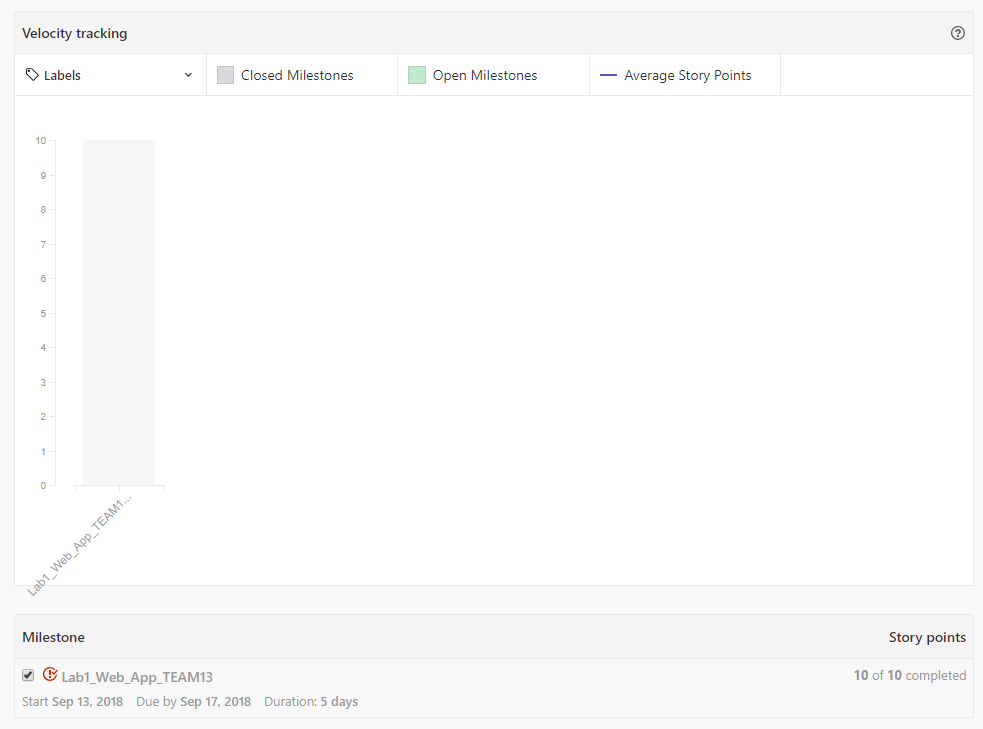 Velocity tracking
Labels
Closed Milestones
Open Milestones
Average Story Points
10
9
8
7
6
5
4
3
2
1
0
Lab1_Web_App_TEAM1...
Milestone Story points
Lab1_Web_App_TEAM13 10 of 10 completed
Start Sep 13, 2018 Due by Sep 17, 2018 Duration: 5 days